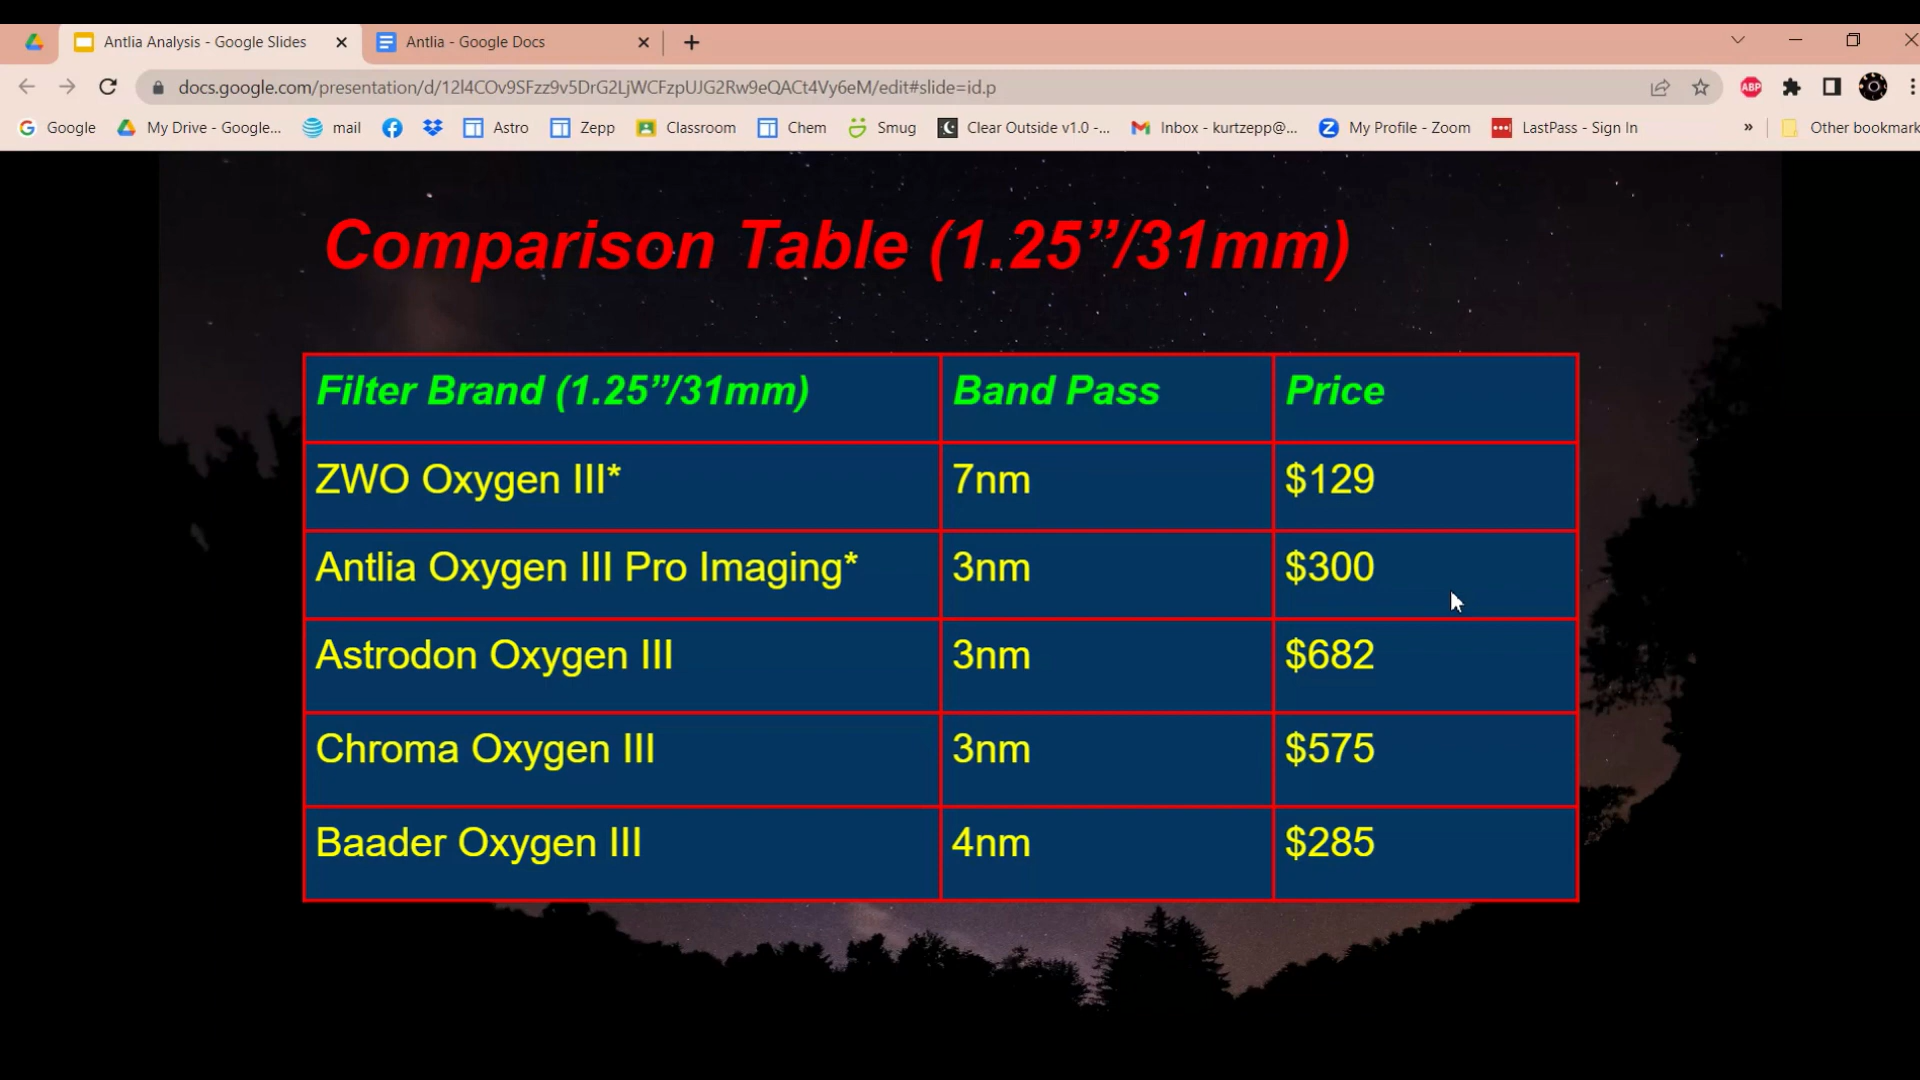 Antlia Analysis - Google Slides
Antlia - Google Docs
docs.google.com/presentation/d/12l4COv9SFzz9v5DrG2LjWCFzpUJG2Rw9eQACt4Vy6eM/edit#slide=id.p
ABP
Google My Drive - Google... mail Astro Zepp Classroom Chem Smug Clear Outside v1.0 -... Inbox - kurtzepp@... My Profile - Zoom LastPass - Sign In » Other bookmark
Comparison Table (1.25”/31mm)
Filter Brand (1.25”/31mm) Band Pass Price
ZWO Oxygen III* 7nm $129
Antlia Oxygen III Pro Imaging* 3nm $300
Astrodon Oxygen III 3nm $682
Chroma Oxygen III 3nm $575
Baader Oxygen III 4nm $285